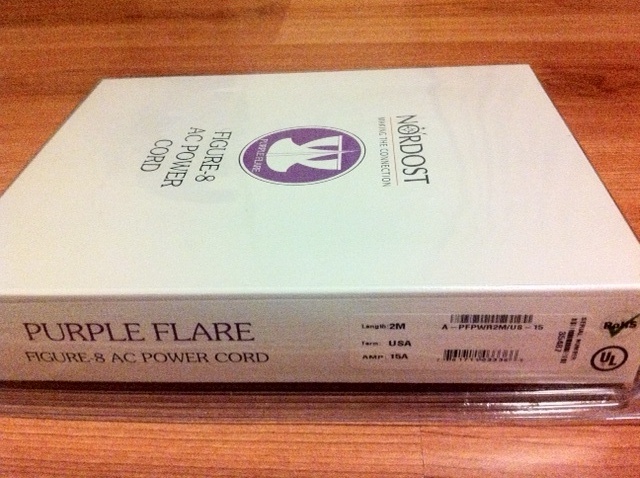 NORDOST
MAKING THE CONNECTION
PURPLE FLARE
FIGURE-8
AC POWER
CORD
PURPLE FLARE
FIGURE-8 AC POWER CORD
Length: 2M
Term: USA
AMP: 15A
A-PFPWR2M/US-15
RoHS
UL